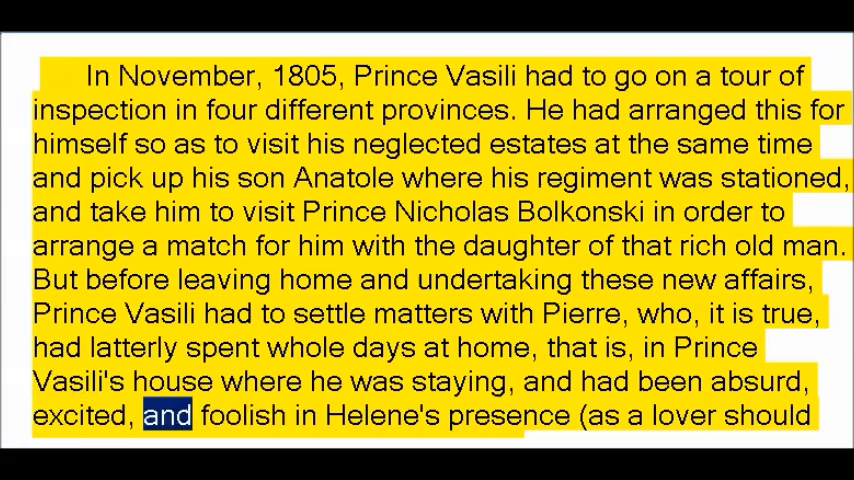 In November, 1805, Prince Vasili had to go on a tour of
inspection in four different provinces. He had arranged this for
himself so as to visit his neglected estates at the same time
and pick up his son Anatole where his regiment was stationed,
and take him to visit Prince Nicholas Bolkonski in order to
arrange a match for him with the daughter of that rich old man.
But before leaving home and undertaking these new affairs,
Prince Vasili had to settle matters with Pierre, who, it is true,
had latterly spent whole days at home, that is, in Prince
Vasili's house where he was staying, and had been absurd,
excited, and foolish in Helene's presence (as a lover should